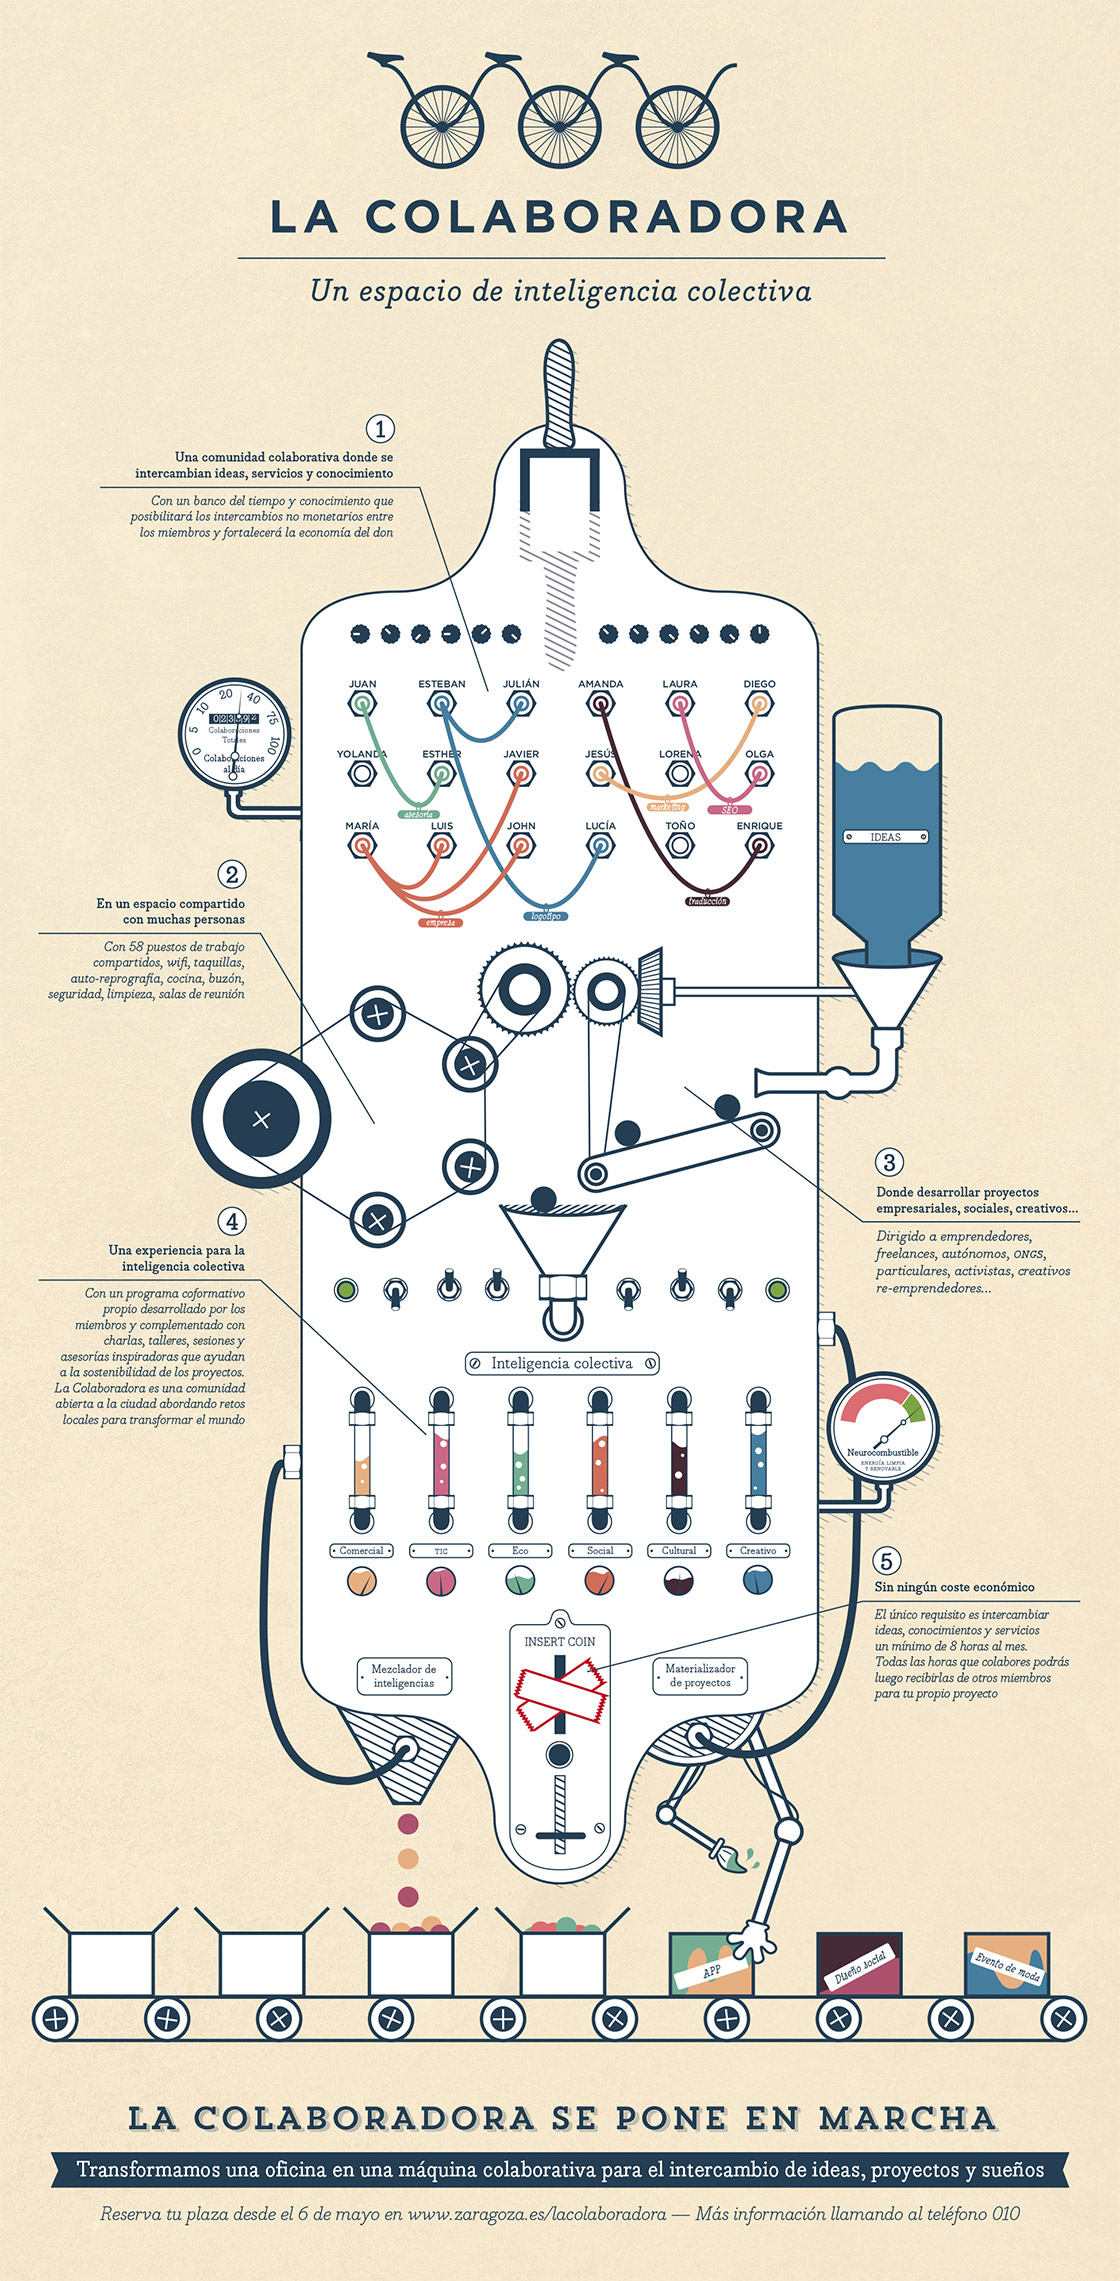 LA COLABORADORA
Un espacio de inteligencia colectiva
1
Una comunidad colaborativa donde se
intercambian ideas, servicios y conocimiento
Con un banco del tiempo y conocimiento que
posibilitará los intercambios no monetarios entre
los miembros y fortalecerá la economía del don
JUAN ESTEBAN JULIÁN AMANDA LAURA DIEGO
YOLANDA ESTHER JAVIER JESÚS LORENA OLGA
asesoría marketing SEO
MARÍA LUIS JOHN LUCÍA TOÑO ENRIQUE
empresa logotipo traducción
0 5 10 20 40 75 100
Colaboraciones
Totales
Colaboraciones
al día
IDEAS
2
En un espacio compartido
con muchas personas
Con 58 puestos de trabajo
compartidos, wifi, taquillas,
auto-reprografía, cocina, buzón,
seguridad, limpieza, salas de reunión
3
Donde desarrollar proyectos
empresariales, sociales, creativos...
Dirigido a emprendedores,
freelances, autónomos, ONGS,
particulares, activistas, creativos
re-emprendedores...
4
Una experiencia para la
inteligencia colectiva
Con un programa coformativo
propio desarrollado por los
miembros y complementado con
charlas, talleres, sesiones y
asesorías inspiradoras que ayudan
a la sostenibilidad de los proyectos.
La Colaboradora es una comunidad
abierta a la ciudad abordando retos
locales para transformar el mundo
Inteligencia colectiva
Neurocombustible
ENERGÍA LIMPIA
Y RENOVABLE
Comercial TIC Eco Social Cultural Creativo
5
Sin ningún coste económico
El único requisito es intercambiar
ideas, conocimientos y servicios
un mínimo de 8 horas al mes.
Todas las horas que colabores podrás
luego recibirlas de otros miembros
para tu propio proyecto
INSERT COIN
Mezclador de
inteligencias
Materializador
de proyectos
APP Diseño social Evento de moda
LA COLABORADORA SE PONE EN MARCHA
Transformamos una oficina en una máquina colaborativa para el intercambio de ideas, proyectos y sueños
Reserva tu plaza desde el 6 de mayo en www.zaragoza.es/lacolaboradora — Más información llamando al teléfono 010